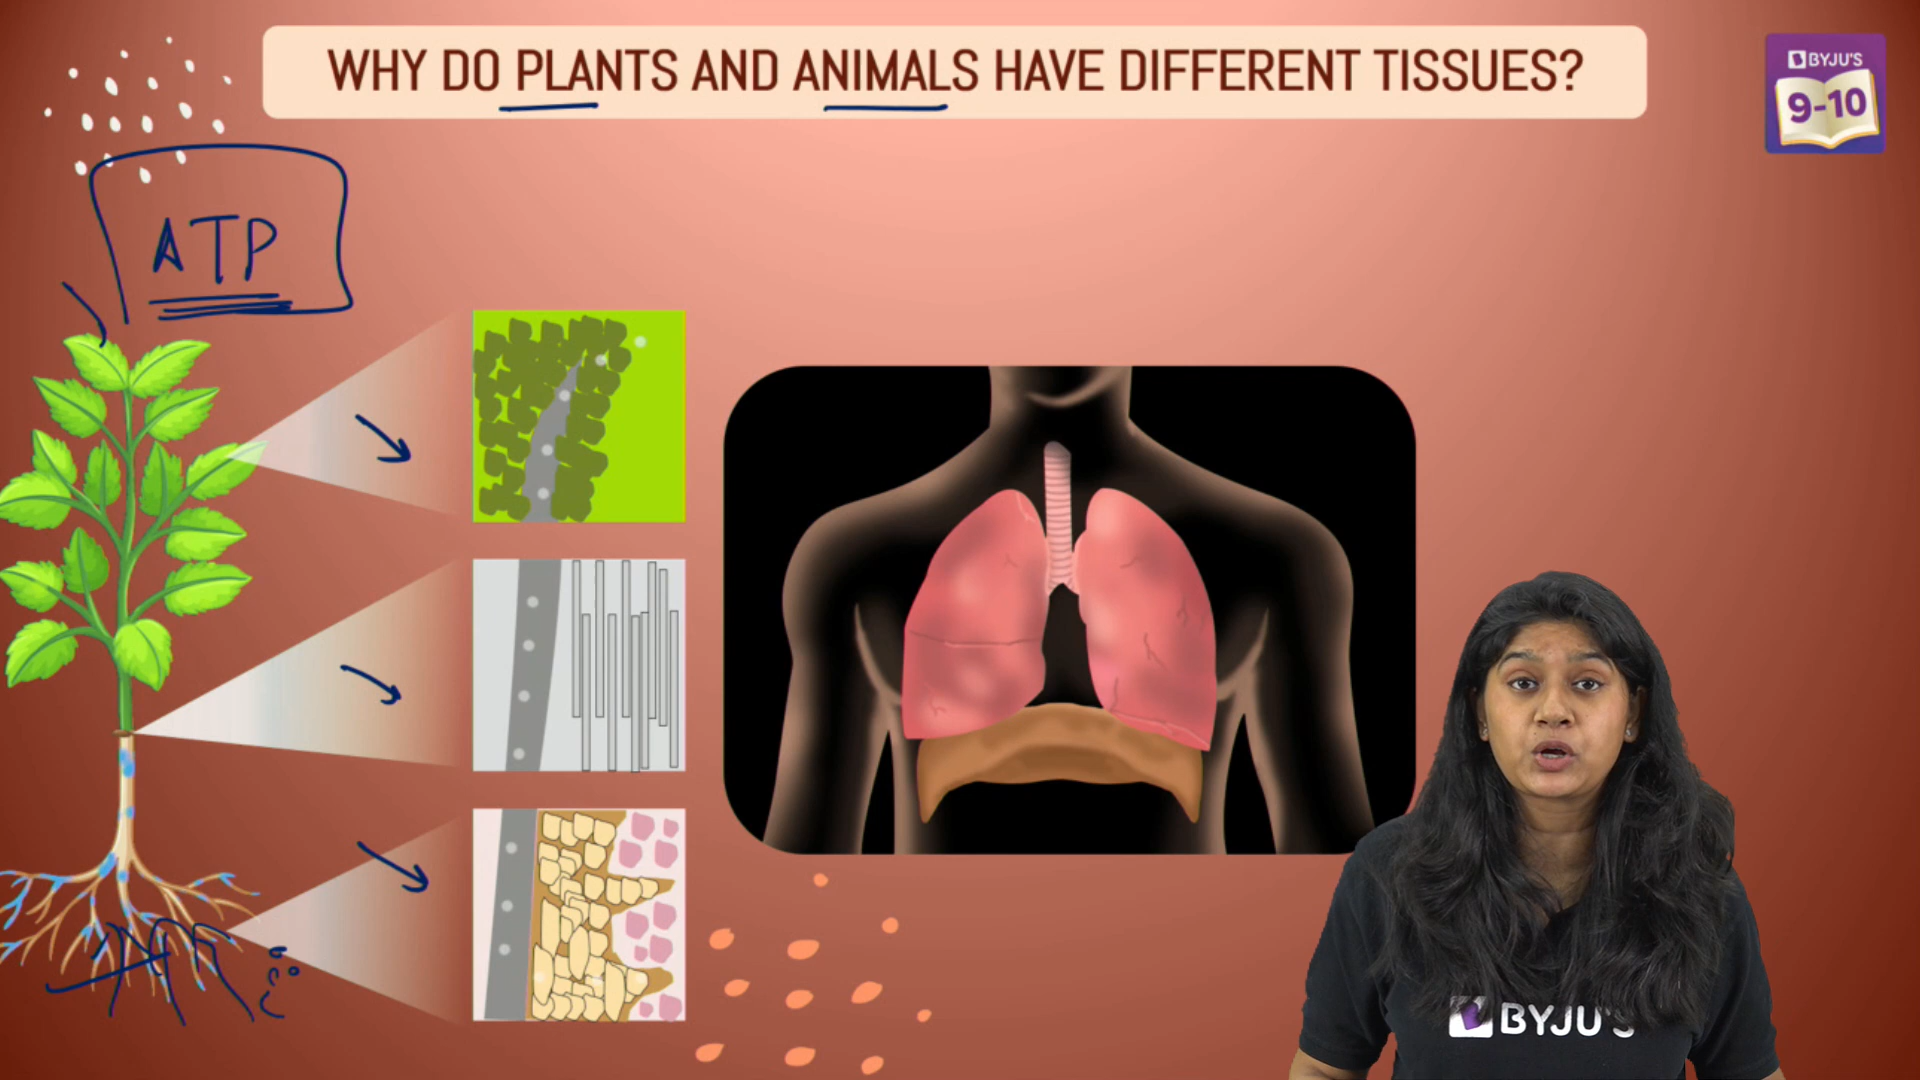 WHY DO PLANTS AND ANIMALS HAVE DIFFERENT TISSUES?
BYJU'S
9-10
ATP
BYJU'S